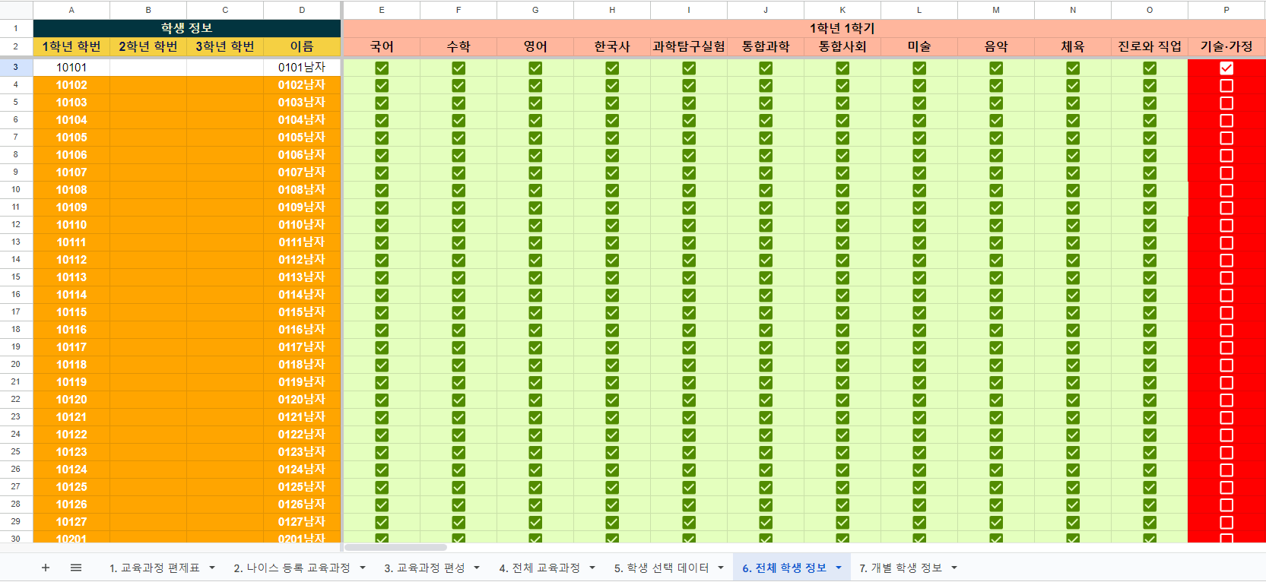 A B C D E F G H I J K L M N O P
1 학생 정보 1학년 1학기
2 1학년 학번 2학년 학번 3학년 학번 이름 국어 수학 영어 한국사 과학탐구실험 통합과학 통합사회 미술 음악 체육 진로와 직업 기술·가정
3 10101 0101남자
4 10102 0102남자
5 10103 0103남자
6 10104 0104남자
7 10105 0105남자
8 10106 0106남자
9 10107 0107남자
10 10108 0108남자
11 10109 0109남자
12 10110 0110남자
13 10111 0111남자
14 10112 0112남자
15 10113 0113남자
16 10114 0114남자
17 10115 0115남자
18 10116 0116남자
19 10117 0117남자
20 10118 0118남자
21 10119 0119남자
22 10120 0120남자
23 10121 0121남자
24 10122 0122남자
25 10123 0123남자
26 10124 0124남자
27 10125 0125남자
28 10126 0126남자
29 10127 0127남자
30 10201 0201남자
1. 교육과정 편제표 2. 나이스 등록 교육과정 3. 교육과정 편성 4. 전체 교육과정 5. 학생 선택 데이터 6. 전체 학생 정보 7. 개별 학생 정보